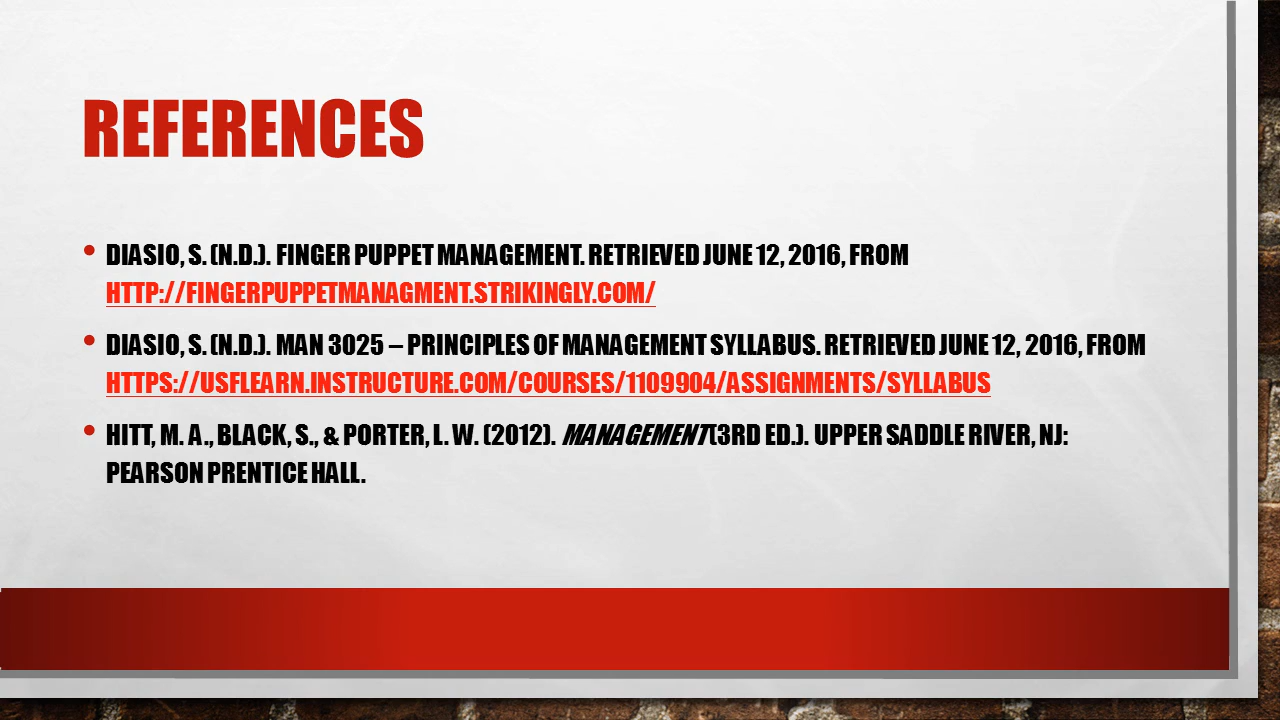 REFERENCES
• DIASIO, S. (N.D.). FINGER PUPPET MANAGEMENT. RETRIEVED JUNE 12, 2016, FROM
HTTP://FINGERPUPPETMANAGMENT.STRIKINGLY.COM/
• DIASIO, S. (N.D.). MAN 3025 – PRINCIPLES OF MANAGEMENT SYLLABUS. RETRIEVED JUNE 12, 2016, FROM
HTTPS://USFLEARN.INSTRUCTURE.COM/COURSES/1109904/ASSIGNMENTS/SYLLABUS
• HITT, M. A., BLACK, S., & PORTER, L. W. (2012). MANAGEMENT(3RD ED.). UPPER SADDLE RIVER, NJ:
PEARSON PRENTICE HALL.